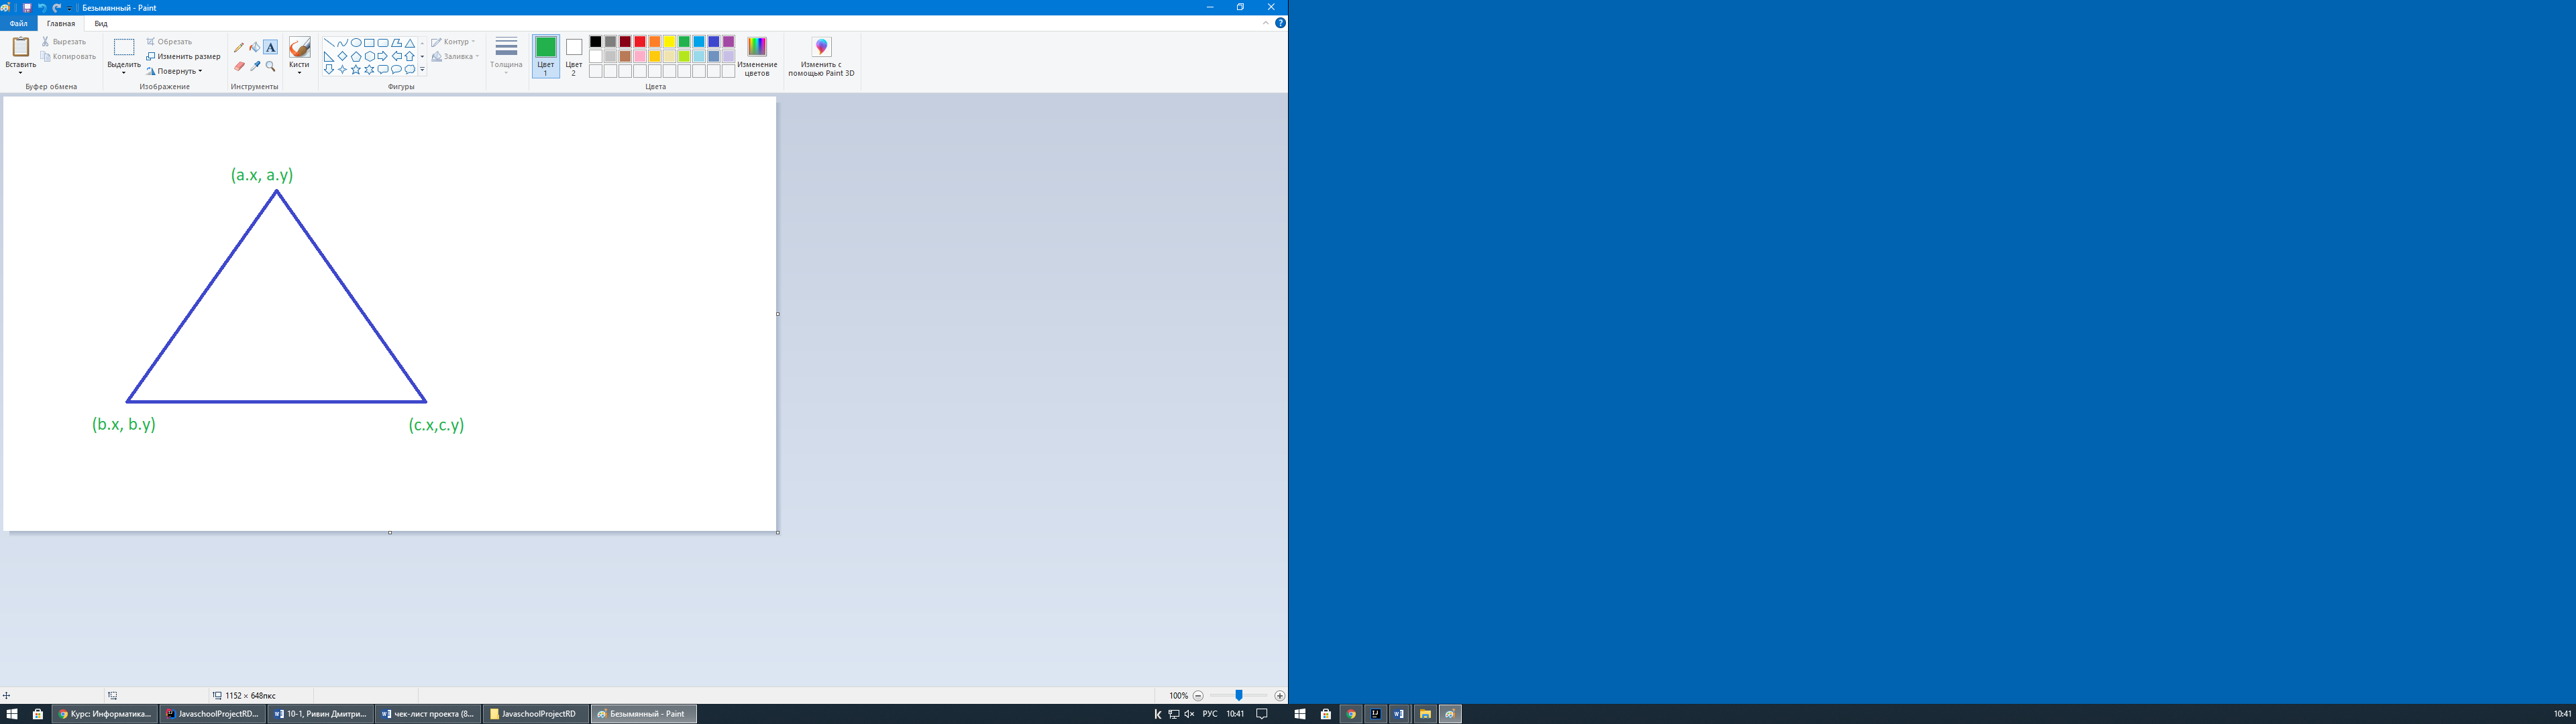 Безымянный - Paint
Файл Главная Вид
Вставить
Вырезать
Копировать
Буфер обмена
Выделить
Обрезать
Изменить размер
Повернуть
Изображение
A
Инструменты
Кисти
Контур
Заливка
Фигуры
Толщина
Цвет
1
Цвет
2
Изменение
цветов
Цвета
Изменить с
помощью Paint 3D
(a.x, a.y)
(b.x, b.y)
(c.x,c.y)
1152 × 648пкс
100%
Курс: Информатика...
JavaschoolProjectRD...
10-1, Ривин Дмитри...
чек-лист проекта (8...
JavaschoolProjectRD
Безымянный - Paint
РУС
10:41
10:41